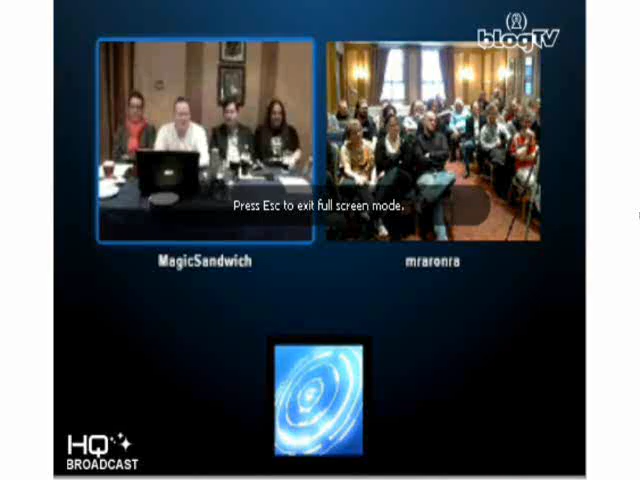 blogTV
Press Esc to exit full screen mode.
MagicSandwich
mraronra
HQ
BROADCAST